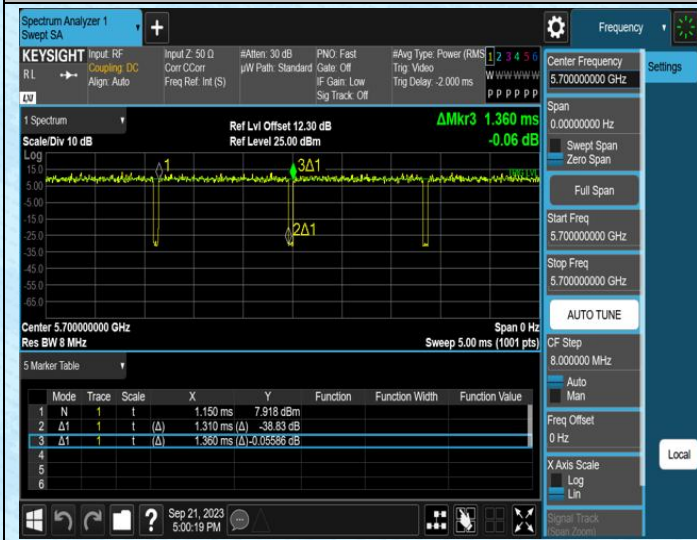 Spectrum Analyzer 1
Swept SA
+
Frequency
KEYSIGHT
RL
Input: RF
Coupling: DC
Align: Auto
Input Z: 50 Ω
Corr CCorr
Freq Ref: Int (S)
#Atten: 30 dB
µW Path: Standard
PNO: Fast
Gate: Off
IF Gain: Low
Sig Track: Off
#Avg Type: Power (RMS
Trig: Video
Trig Delay: -2.000 ms
1 2 3 4 5 6
W W W W W W
P P P P P P
1 Spectrum
Scale/Div 10 dB
Ref Lvl Offset 12.30 dB
Ref Level 25.00 dBm
ΔMkr3 1.360 ms
-0.06 dB
Log
15.0
5.00
-5.00
-15.0
-25.0
-35.0
-45.0
-55.0
-65.0
1
3Δ1
2Δ1
Center 5.700000000 GHz
Res BW 8 MHz
Span 0 Hz
Sweep 5.00 ms (1001 pts)
5 Marker Table
Mode Trace Scale X Y Function Function Width Function Value
1 N 1 t 1.150 ms 7.918 dBm
2 Δ1 1 t (Δ) 1.310 ms (Δ) -38.83 dB
3 Δ1 1 t (Δ) 1.360 ms (Δ) -0.05586 dB
4
5
6
Sep 21, 2023
5:00:19 PM
?
Center Frequency
5.700000000 GHz
Span
0.00000000 Hz
Swept Span
Zero Span
Full Span
Start Freq
5.700000000 GHz
Stop Freq
5.700000000 GHz
AUTO TUNE
CF Step
8.000000 MHz
Auto
Man
Freq Offset
0 Hz
X Axis Scale
Log
Lin
Signal Track
(Span Zoom)
Settings
Local